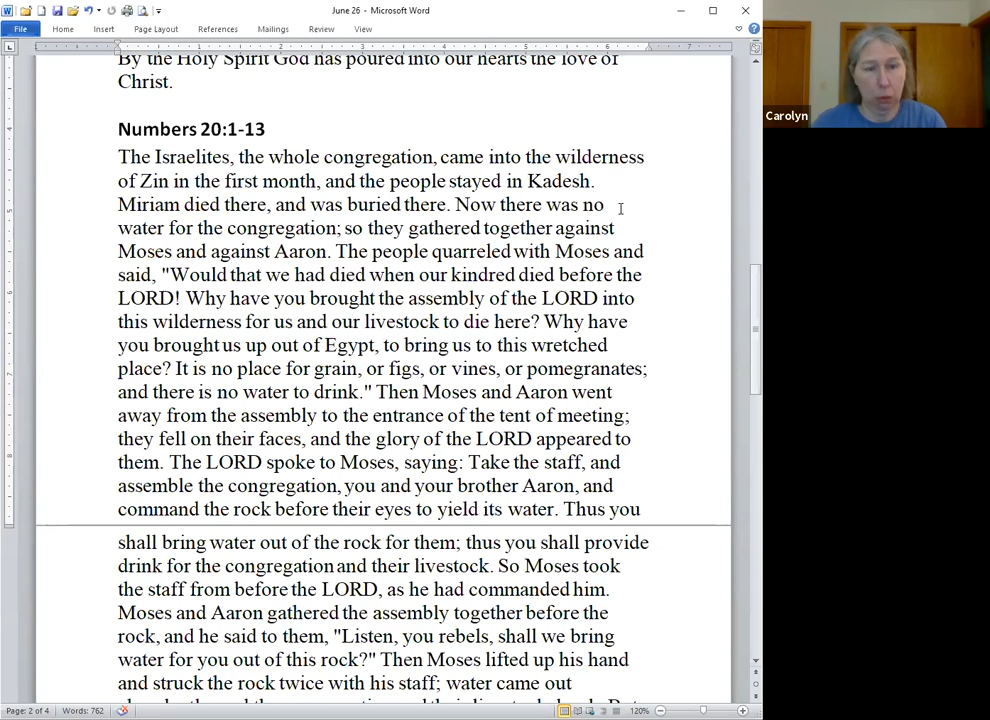 June 26 - Microsoft Word
File Home Insert Page Layout References Mailings Review View
1 2 3 4 5 6 7
By the Holy Spirit God has poured into our hearts the love of
Christ.
Numbers 20:1-13
The Israelites, the whole congregation, came into the wilderness
of Zin in the first month, and the people stayed in Kadesh.
Miriam died there, and was buried there. Now there was no
water for the congregation; so they gathered together against
Moses and against Aaron. The people quarreled with Moses and
said, "Would that we had died when our kindred died before the
LORD! Why have you brought the assembly of the LORD into
this wilderness for us and our livestock to die here? Why have
you brought us up out of Egypt, to bring us to this wretched
place? It is no place for grain, or figs, or vines, or pomegranates;
and there is no water to drink." Then Moses and Aaron went
away from the assembly to the entrance of the tent of meeting;
they fell on their faces, and the glory of the LORD appeared to
them. The LORD spoke to Moses, saying: Take the staff, and
assemble the congregation, you and your brother Aaron, and
command the rock before their eyes to yield its water. Thus you
shall bring water out of the rock for them; thus you shall provide
drink for the congregation and their livestock. So Moses took
the staff from before the LORD, as he had commanded him.
Moses and Aaron gathered the assembly together before the
rock, and he said to them, "Listen, you rebels, shall we bring
water for you out of this rock?" Then Moses lifted up his hand
and struck the rock twice with his staff; water came out
Page: 2 of 4 Words: 762 120%
Carolyn